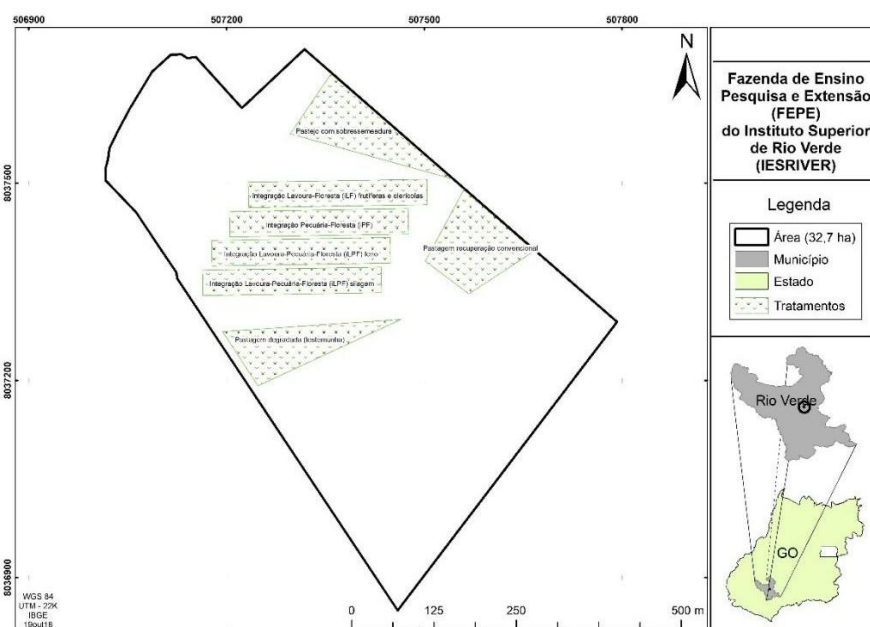 506900
507200
507500
507800
N
Pastejo com sobressemeadura
8037500
Integração Lavoura-Floresta (iLF) frutíferas e olerícolas
Integração Pecuária-Floresta (iPF)
Pastagem recuperação convencional
Integração Lavoura-Pecuária-Floresta (iLPF) feno
Integração Lavoura-Pecuária-Floresta (iLPF) silagem
Pastagem degradada (testemunha)
8037200
8036900
WGS 84
UTM - 22K
IBGE
19out18
0 125 250 500 m
Fazenda de Ensino
Pesquisa e Extensão
(FEPE)
do Instituto Superior
de Rio Verde
(IESRIVER)
Legenda
Área (32,7 ha)
Município
Estado
Tratamentos
Rio Verde
GO